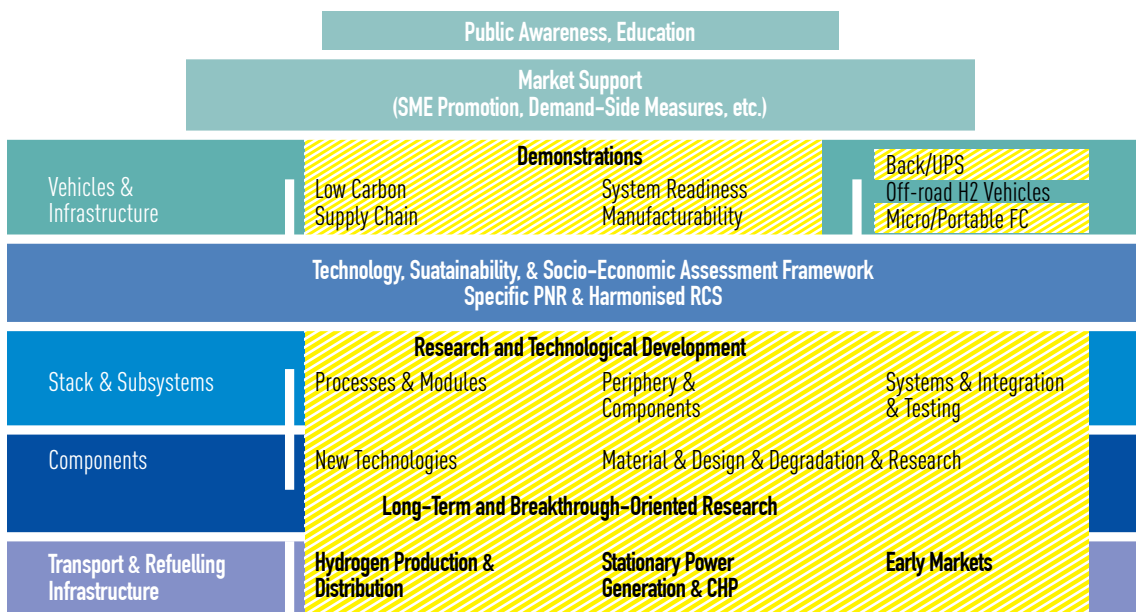 Public Awareness, Education
Market Support
(SME Promotion, Demand-Side Measures, etc.)
Demonstrations
Vehicles &
Infrastructure
Low Carbon
Supply Chain
System Readiness
Manufacturability
Back/UPS
Off-road H2 Vehicles
Micro/Portable FC
Technology, Suatainability, & Socio-Economic Assessment Framework
Specific PNR & Harmonised RCS
Research and Technological Development
Stack & Subsystems
Processes & Modules
Periphery &
Components
Systems & Integration
& Testing
Components
New Technologies
Material & Design & Degradation & Research
Long-Term and Breakthrough-Oriented Research
Transport & Refuelling
Infrastructure
Hydrogen Production &
Distribution
Stationary Power
Generation & CHP
Early Markets